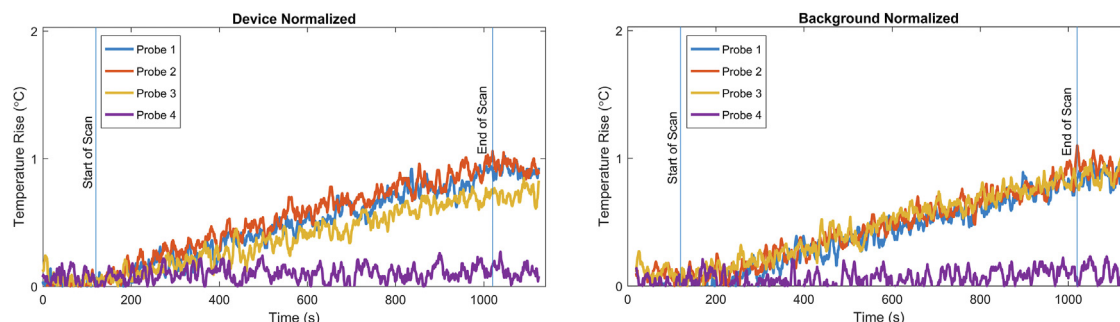 Device Normalized
2
1
0
Temperature Rise (°C)
Start of Scan
End of Scan
Probe 1
Probe 2
Probe 3
Probe 4
0
200
400
600
800
1000
Time (s)
Background Normalized
2
1
0
Temperature Rise (°C)
Start of Scan
End of Scan
Probe 1
Probe 2
Probe 3
Probe 4
0
200
400
600
800
1000
Time (s)